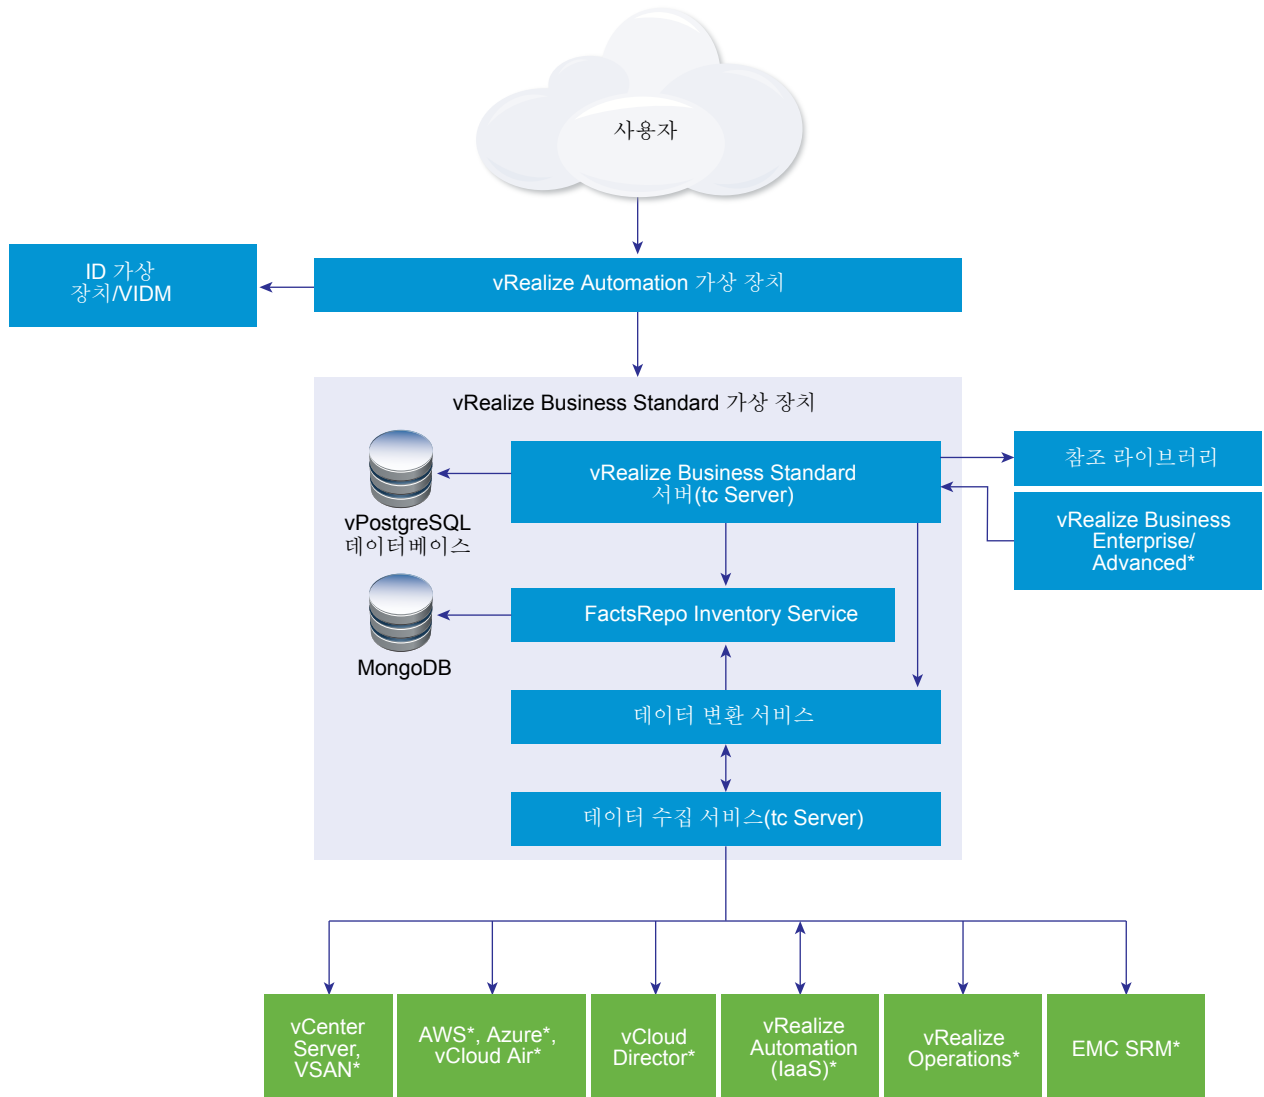 사용자
ID 가상
장치/VIDM
vRealize Automation 가상 장치
vRealize Business Standard 가상 장치
vRealize Business Standard
서버(tc Server)
vPostgreSQL
데이터베이스
참조 라이브러리
vRealize Business
Enterprise/
Advanced*
FactsRepo Inventory Service
MongoDB
데이터 변환 서비스
데이터 수집 서비스(tc Server)
vCenter
Server,
VSAN*
AWS*, Azure*,
vCloud Air*
vCloud
Director*
vRealize
Automation
(IaaS)*
vRealize
Operations*
EMC SRM*